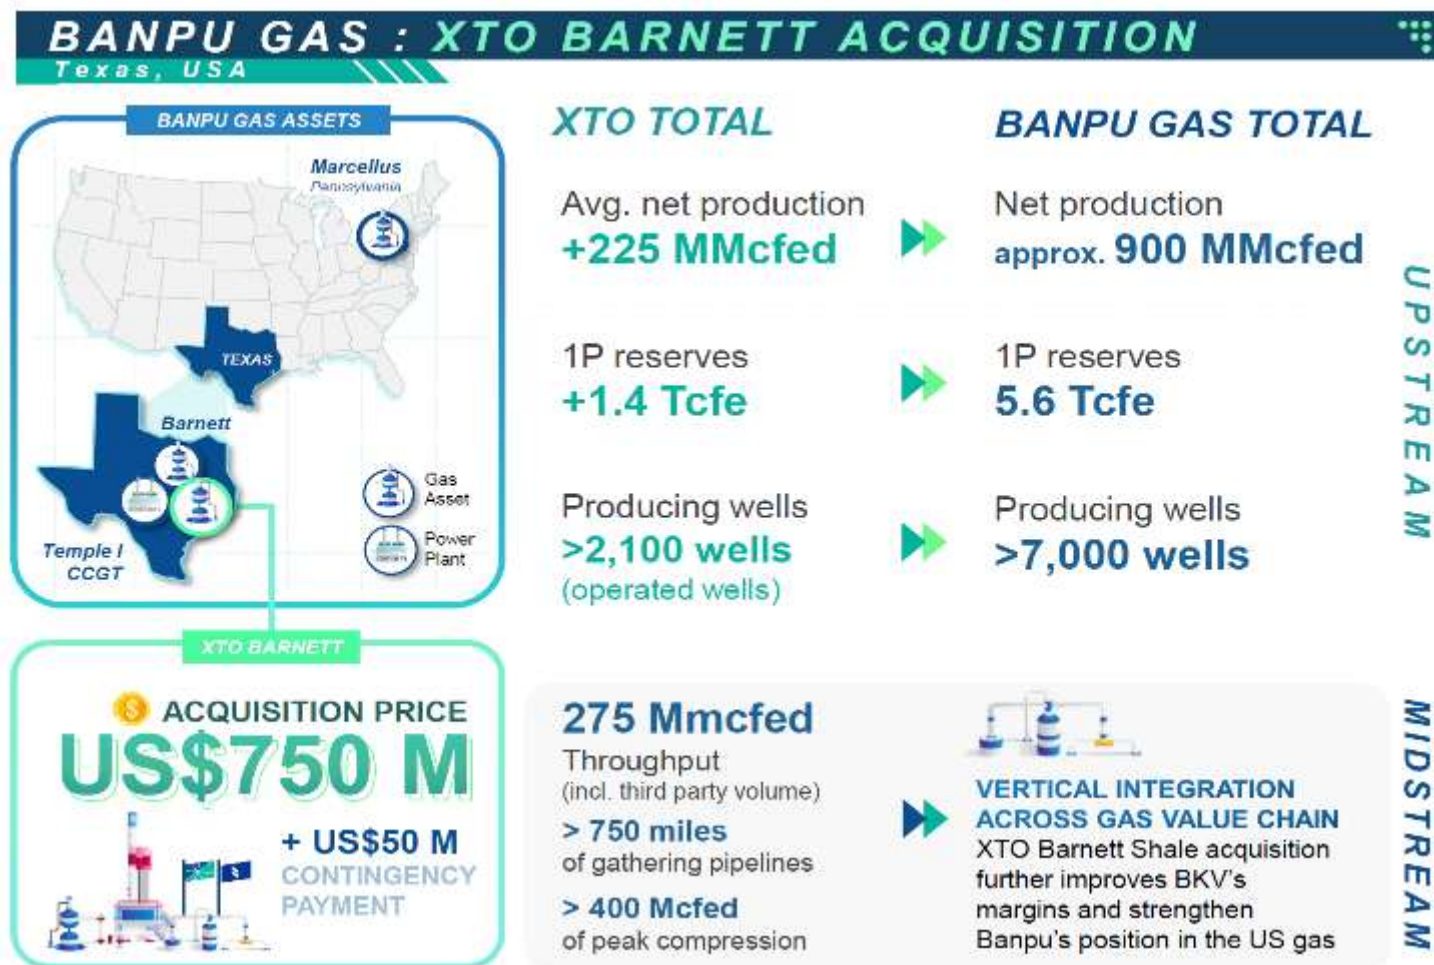 BANPU GAS : XTO BARNETT ACQUISITION
Texas, USA
BANPU GAS ASSETS
Marcellus
Pennsylvania
TEXAS
Barnett
Temple I
CCGT
Gas
Asset
Power
Plant
XTO BARNETT
ACQUISITION PRICE
US$750 M
+ US$50 M
CONTINGENCY
PAYMENT
XTO TOTAL
BANPU GAS TOTAL
Avg. net production
+225 MMcfed
Net production
approx. 900 MMcfed
1P reserves
+1.4 Tcfe
1P reserves
5.6 Tcfe
Producing wells
>2,100 wells
(operated wells)
Producing wells
>7,000 wells
UPSTREAM
275 Mmcfed
Throughput
(incl. third party volume)
> 750 miles
of gathering pipelines
> 400 Mcfed
of peak compression
VERTICAL INTEGRATION
ACROSS GAS VALUE CHAIN
XTO Barnett Shale acquisition
further improves BKV's
margins and strengthen
Banpu's position in the US gas
MIDSTREAM